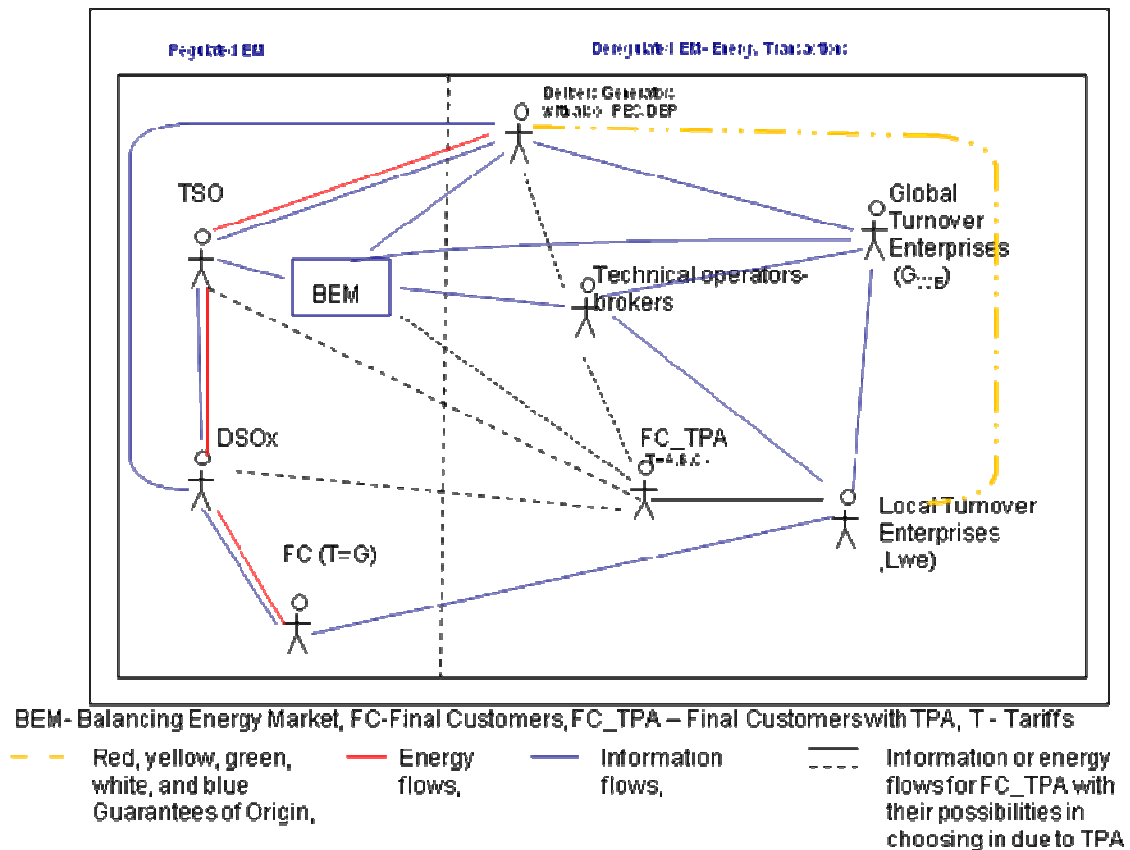 Regulated EM
Deregulated EM- Energy Transactions
TSO
Global
Turnover
Enterprises
Technical operators-
brokers
BEM
DSOx
FC_TPA
FC (T=G)
Local Turnover
Enterprises
,Lwe)
BEM- Balancing Energy Market, FC-Final Customers, FC_TPA – Final Customers with TPA, T - Tariffs
Red, yellow, green,
white, and blue
Guarantees of Origin,
Energy
flows,
Information
flows,
Information or energy
flows for FC_TPA with
their possibilities in
choosing in due to TPA